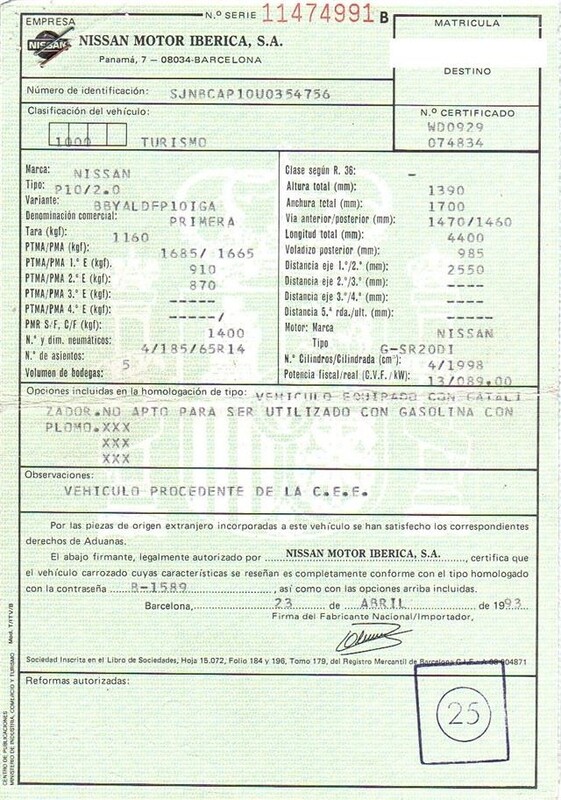 EMPRESA
N.º SERIE 11474991 B
MATRICULA
NISSAN
NISSAN MOTOR IBERICA, S.A.
Panamá, 7 – 08034-BARCELONA
DESTINO
Número de identificación: SJNBCAP10U0354756
Clasificación del vehículo:
1000 TURISMO
N.º CERTIFICADO
WD0929
074834
Marca: NISSAN
Tipo: P10/2.0
Variante: BBYALDFP10IGA
Denominación comercial: PRIMERA
Tara (kgf) 1160
PTMA/PMA (kgf) 1685/ 1665
PTMA/PMA 1.º E (kgf). 910
PTMA/PMA 2.º E (kgf) 870
PTMA/PMA 3.º E (kgf) -----
PTMA/PMA 4.º E (kgf) -----
PMR S/F, C/F (kgf) -----/ 1400
N.º y dim. neumáticos: 4/185/65R14
N.º de asientos: 5
Volumen de bodegas:
Clase según R. 36: -
Altura total (mm): 1390
Anchura total (mm): 1700
Via anterior/posterior (mm): 1470/1460
Longitud total (mm): 4400
Voladizo posterior (mm): 985
Distancia eje 1.º/2.º (mm): 2550
Distancia eje 2.º/3.º (mm): ----
Distancia eje 3.º/4.º (mm): ----
Distancia 5.ª rda./ult. (mm): ----
Motor: Marca NISSAN
Tipo G-SR20DI
N.º Cilindros/Cilindrada (cm³) 4/1998
Potencia fiscal/real (C.V.F. / kW): 13/089.00
Opciones incluidas en la homologación de tipo: VEHICULO EQUIPADO CON CATALI
ZADOR.NO APTO PARA SER UTILIZADO CON GASOLINA CON
PLOMO.XXX
XXX
XXX
Observaciones:
VEHICULO PROCEDENTE DE LA C.E.E.
Por las piezas de origen extranjero incorporadas a este vehículo se han satisfecho los correspondientes
derechos de Aduanas.
El abajo firmante, legalmente autorizado por NISSAN MOTOR IBERICA, S.A. , certifica que
el vehículo carrozado cuyas características se reseñan es completamente conforme con el tipo homologado
con la contraseña B-1589 , así como con las opciones arriba incluidas.
Barcelona, 23 de ABRIL de 1993
Firma del Fabricante Nacional/Importador,
Sociedad Inscrita en el Libro de Sociedades, Hoja 15.072, Folio 184 y 196, Tomo 179, del Registro Mercantil de Barcelona C.I.F. A 08 004871
Reformas autorizadas:
25
CENTRO DE PUBLICACIONES
MINISTERIO DE INDUSTRIA, COMERCIO Y TURISMO Mod. T/ITV/B